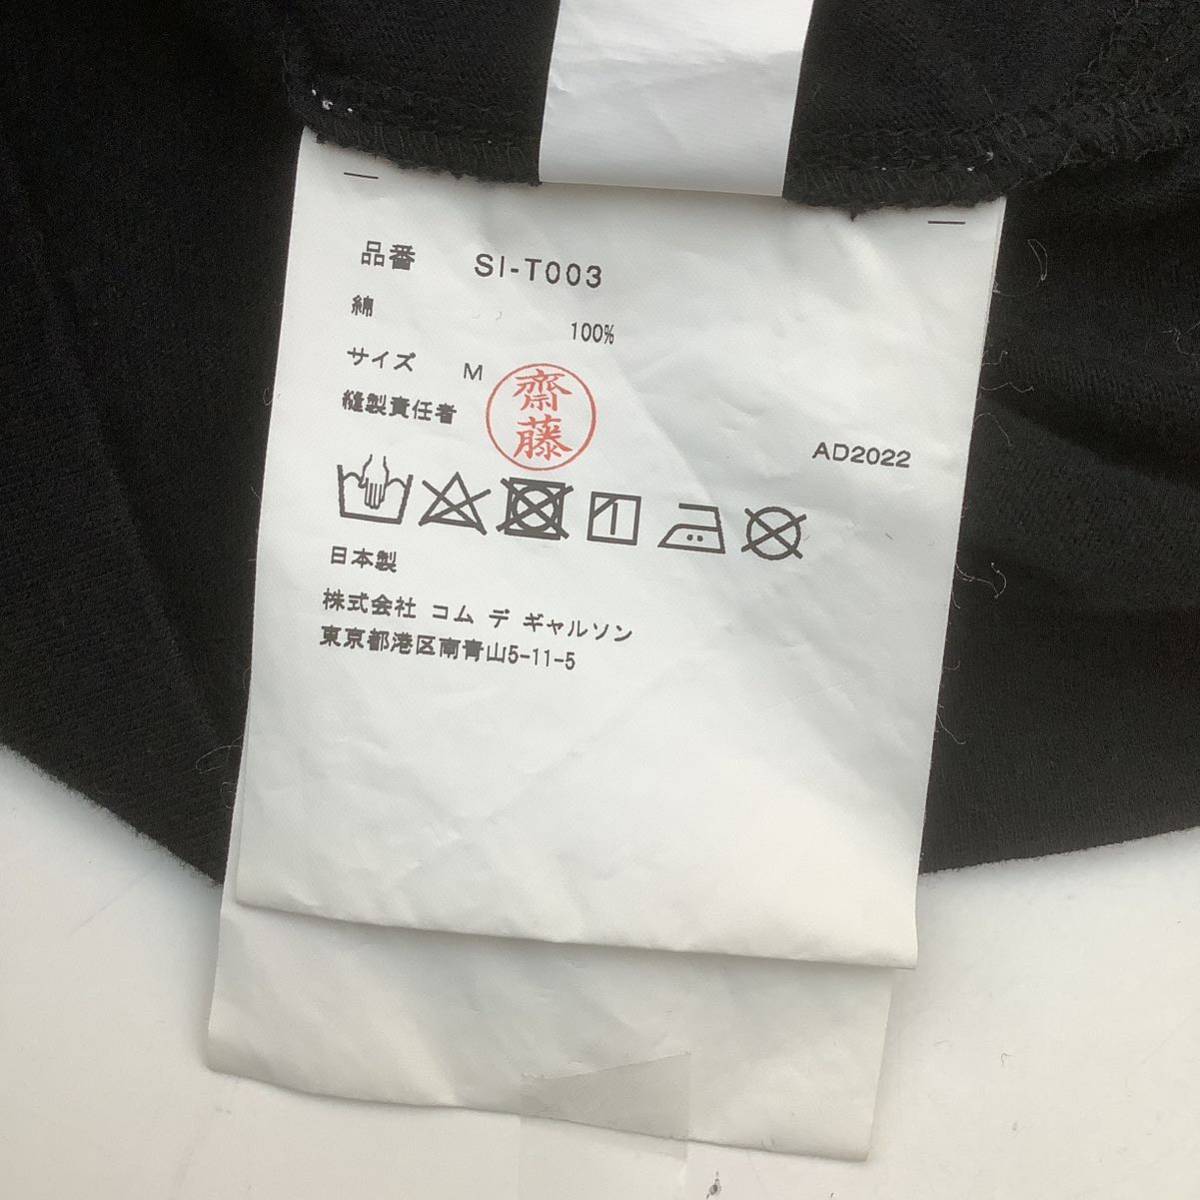 品番 SI-T003
綿 100%
サイズ M
縫製責任者 齋藤
AD2022
日本製
株式会社 コム デ ギャルソン
東京都港区南青山5-11-5